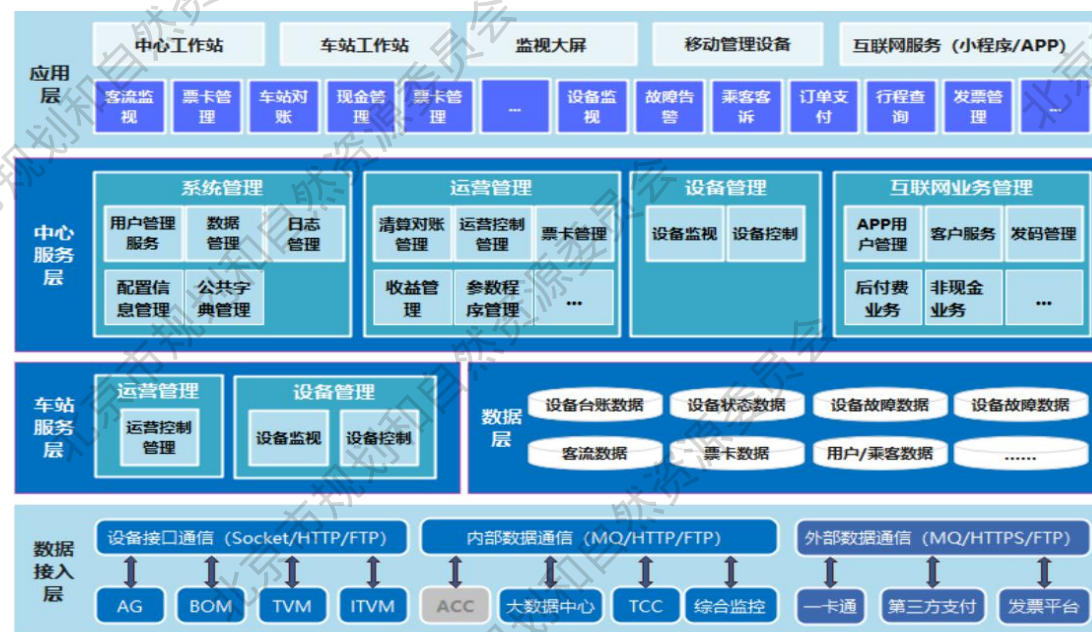 应用
层
中心工作站
车站工作站
监视大屏
移动管理设备
互联网服务（小程序/APP）
客流监
视
票卡管
理
车站对
账
现金管
理
票卡管
理
...
设备监
视
故障告
警
乘客客
诉
订单支
付
行程查
询
发票管
理
...
中心
服务
层
系统管理
用户管理
服务
数据
管理
日志
管理
配置信
息管理
公共字
典管理
运营管理
清算对账
管理
运营控制
管理
票卡管理
收益管
理
参数程
序管理
...
设备管理
设备监视
设备控制
互联网业务管理
APP用
户管理
客户服务
发码管理
后付费
业务
非现金
业务
...
车站
服务
层
运营管理
运营控制
管理
设备管理
设备监视
设备控制
数据
层
设备台账数据
设备状态数据
设备故障数据
设备故障数据
客流数据
票卡数据
用户/乘客数据
......
数据
接入
层
设备接口通信（Socket/HTTP/FTP）
内部数据通信（MQ/HTTP/FTP）
外部数据通信（MQ/HTTPS/FTP）
AG
BOM
TVM
ITVM
ACC
大数据中心
TCC
综合监控
一卡通
第三方支付
发票平台
北京市规划和自然资源委员会